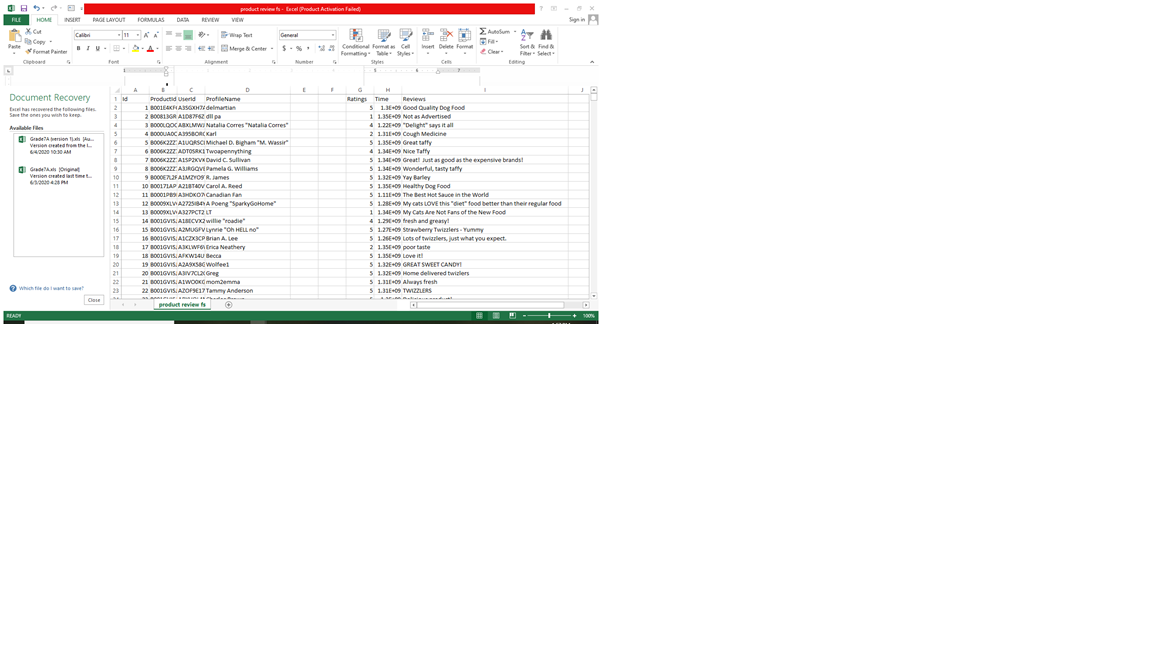 product review fs - Excel (Product Activation Failed)
Sign in
FILE HOME INSERT PAGE LAYOUT FORMULAS DATA REVIEW VIEW
Paste
Cut
Copy
Format Painter
Clipboard
Calibri 11
B I U
Font
Wrap Text
Merge & Center
Alignment
General
$ % ,
Number
Conditional Formatting
Format as Table
Cell Styles
Styles
Insert Delete Format
Cells
AutoSum
Fill
Clear
Sort & Filter
Find & Select
Editing
Document Recovery
Excel has recovered the following files.
Save the ones you wish to keep.
Available Files
Grade7A (version 1).xls [Au...
Version created from the l...
6/4/2020 10:30 AM
Grade7A.xls [Original]
Version created last time t...
6/3/2020 4:28 PM
Which file do I want to save?
Close
A B C D E F G H I J
1 Id ProductId UserId ProfileName Ratings Time Reviews
2 1 B001E4KF A3SGXH7A delmartian 5 1.3E+09 Good Quality Dog Food
3 2 B00813GR A1D87F6Z dll pa 1 1.35E+09 Not as Advertised
4 3 B000LQOC ABXLMWJ Natalia Corres "Natalia Corres" 4 1.22E+09 "Delight" says it all
5 4 B000UA0C A395BORC Karl 2 1.31E+09 Cough Medicine
6 5 B006K2ZZ A1UQRSCL Michael D. Bigham "M. Wassir" 5 1.35E+09 Great taffy
7 6 B006K2ZZ ADT0SRK1 Twoapennything 4 1.34E+09 Nice Taffy
8 7 B006K2ZZ A1SP2KVK David C. Sullivan 5 1.34E+09 Great! Just as good as the expensive brands!
9 8 B006K2ZZ A3JRGQVE Pamela G. Williams 5 1.34E+09 Wonderful, tasty taffy
10 9 B000E7L2 A1MZYO9 R. James 5 1.32E+09 Yay Barley
11 10 B00171AP A21BT40V Carol A. Reed 5 1.35E+09 Healthy Dog Food
12 11 B0001PB9 A3HDKO7 Canadian Fan 5 1.11E+09 The Best Hot Sauce in the World
13 12 B0009XLV A2725IB4 A Poeng "SparkyGoHome" 5 1.28E+09 My cats LOVE this "diet" food better than their regular food
14 13 B0009XLV A327PCT2 LT 1 1.34E+09 My Cats Are Not Fans of the New Food
15 14 B001GVIS A18ECVX2 willie "roadie" 4 1.29E+09 fresh and greasy!
16 15 B001GVIS A2MUGFV Lynrie "Oh HELL no" 5 1.27E+09 Strawberry Twizzlers - Yummy
17 16 B001GVIS A1CZX3CP Brian A. Lee 5 1.26E+09 Lots of twizzlers, just what you expect.
18 17 B001GVIS A3KLWF6 Erica Neathery 2 1.35E+09 poor taste
19 18 B001GVIS AFKW14U Becca 5 1.35E+09 Love it!
20 19 B001GVIS A2A9X58G Wolfee1 5 1.32E+09 GREAT SWEET CANDY!
21 20 B001GVIS A3IV7CL2 Greg 5 1.32E+09 Home delivered twizlers
22 21 B001GVIS A1WO0K mom2emma 5 1.31E+09 Always fresh
23 22 B001GVIS AZOF9E17 Tammy Anderson 5 1.31E+09 TWIZZLERS
product review fs
READY
100%